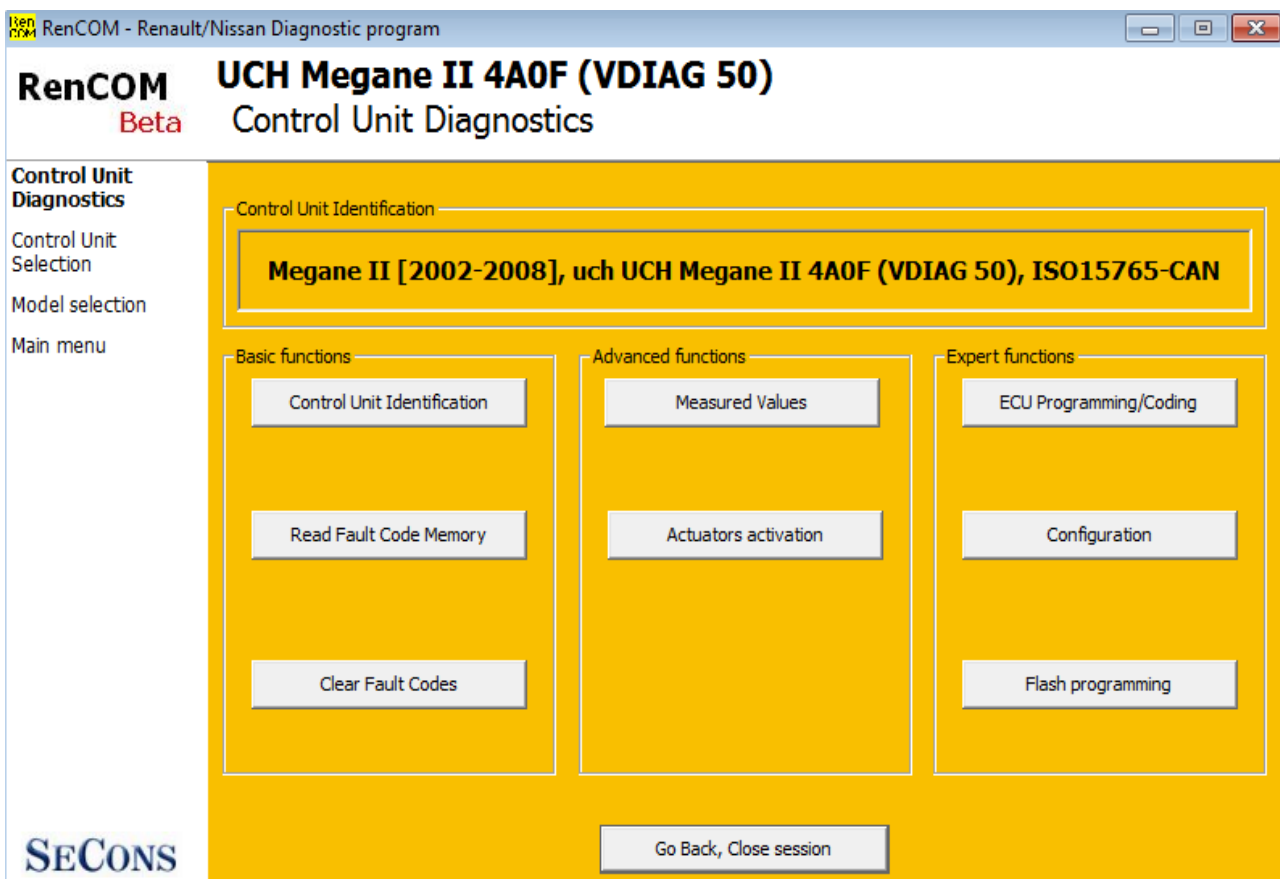 Ren
COM
RenCOM - Renault/Nissan Diagnostic program
RenCOM
Beta
UCH Megane II 4A0F (VDIAG 50)
Control Unit Diagnostics
Control Unit
Diagnostics
Control Unit
Selection
Model selection
Main menu
Control Unit Identification
Megane II [2002-2008], uch UCH Megane II 4A0F (VDIAG 50), ISO15765-CAN
Basic functions
Control Unit Identification
Read Fault Code Memory
Clear Fault Codes
Advanced functions
Measured Values
Actuators activation
Expert functions
ECU Programming/Coding
Configuration
Flash programming
Go Back, Close session
SECONS